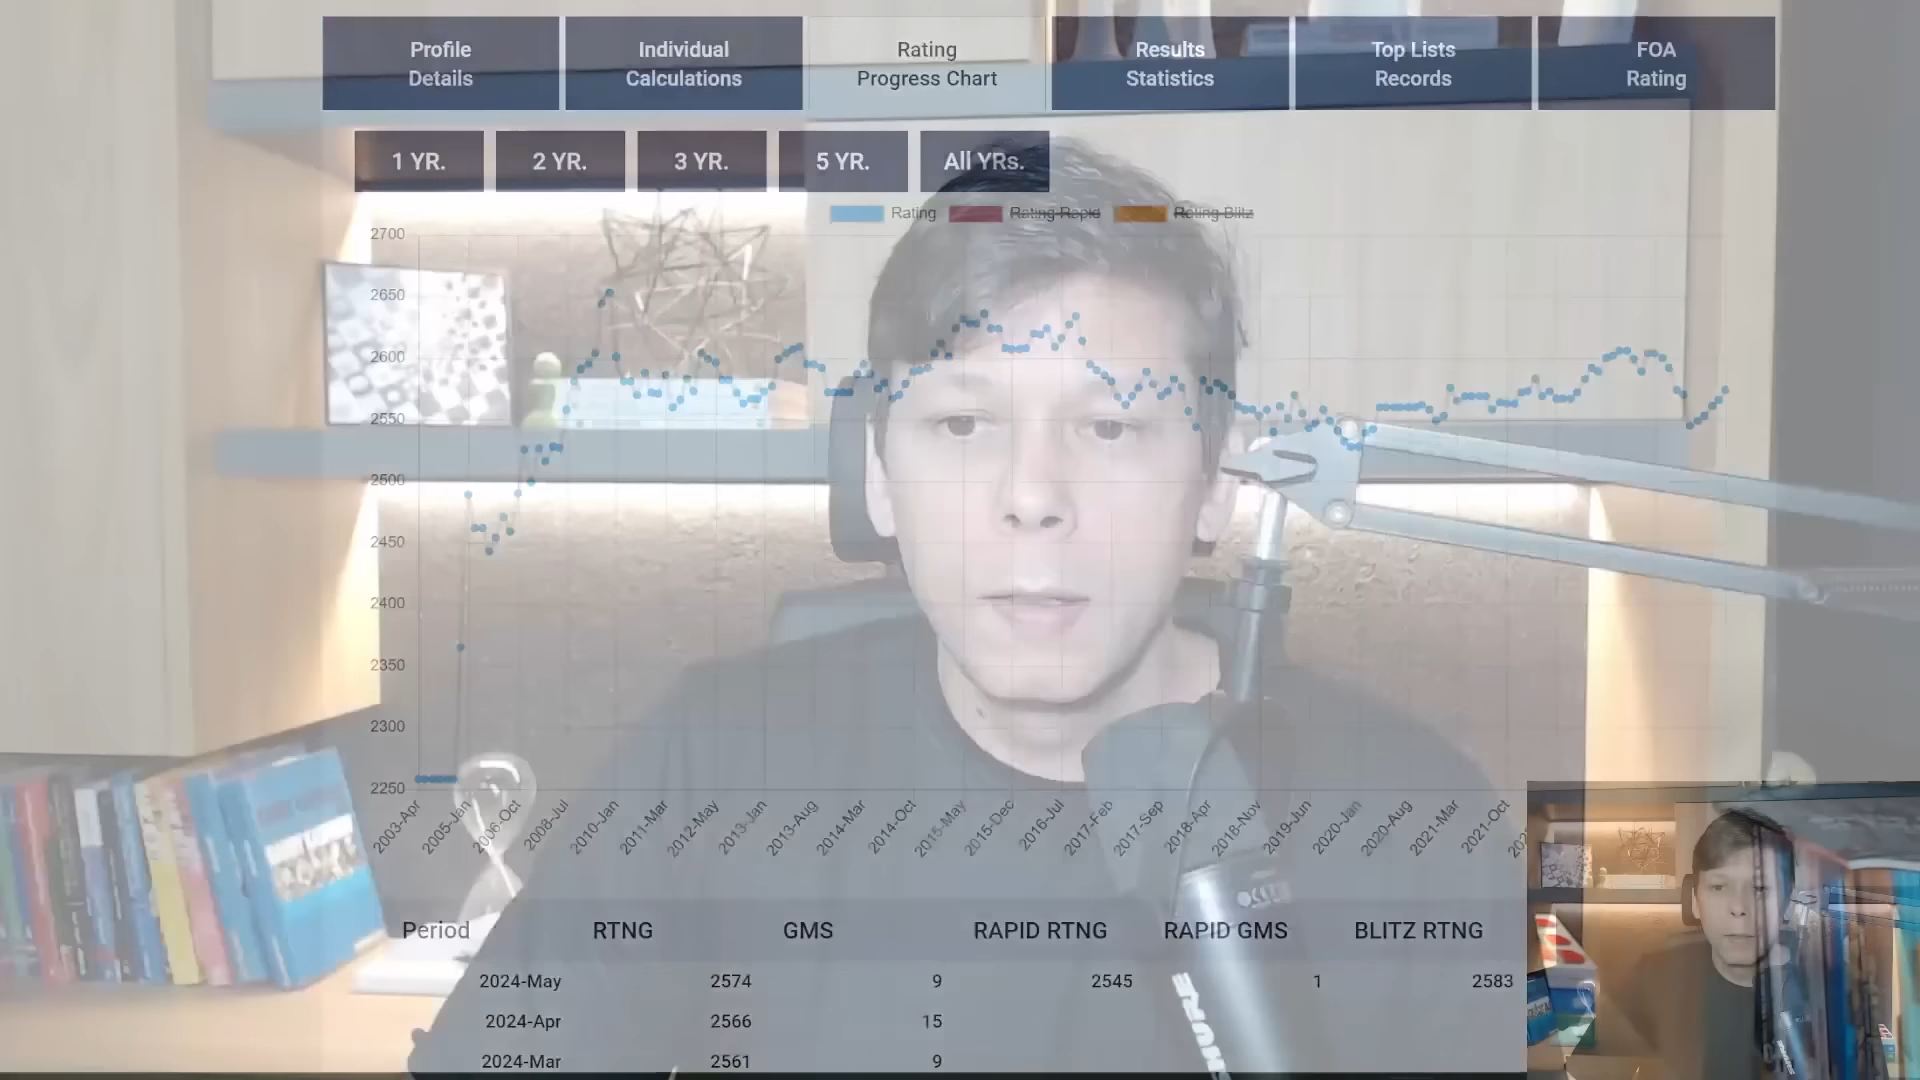 Profile Details
Individual Calculations
Rating Progress Chart
Results Statistics
Top Lists Records
FOA Rating
1 YR.
2 YR.
3 YR.
5 YR.
All YRs.
Rating
Rating Rapid
Rating Blitz
2700
2650
2600
2550
2500
2450
2400
2350
2300
2250
2003-Apr
2005-Jan
2006-Oct
2008-Jul
2010-Jan
2011-Mar
2012-May
2013-Jan
2013-Aug
2014-Mar
2014-Oct
2015-May
2015-Dec
2016-Jul
2017-Feb
2017-Sep
2018-Apr
2018-Nov
2019-Jun
2020-Jan
2020-Aug
2021-Mar
2021-Oct
Period RTNG GMS RAPID RTNG RAPID GMS BLITZ RTNG
2024-May 2574 9 2545 1 2583
2024-Apr 2566 15
2024-Mar 2561 9
SHURE